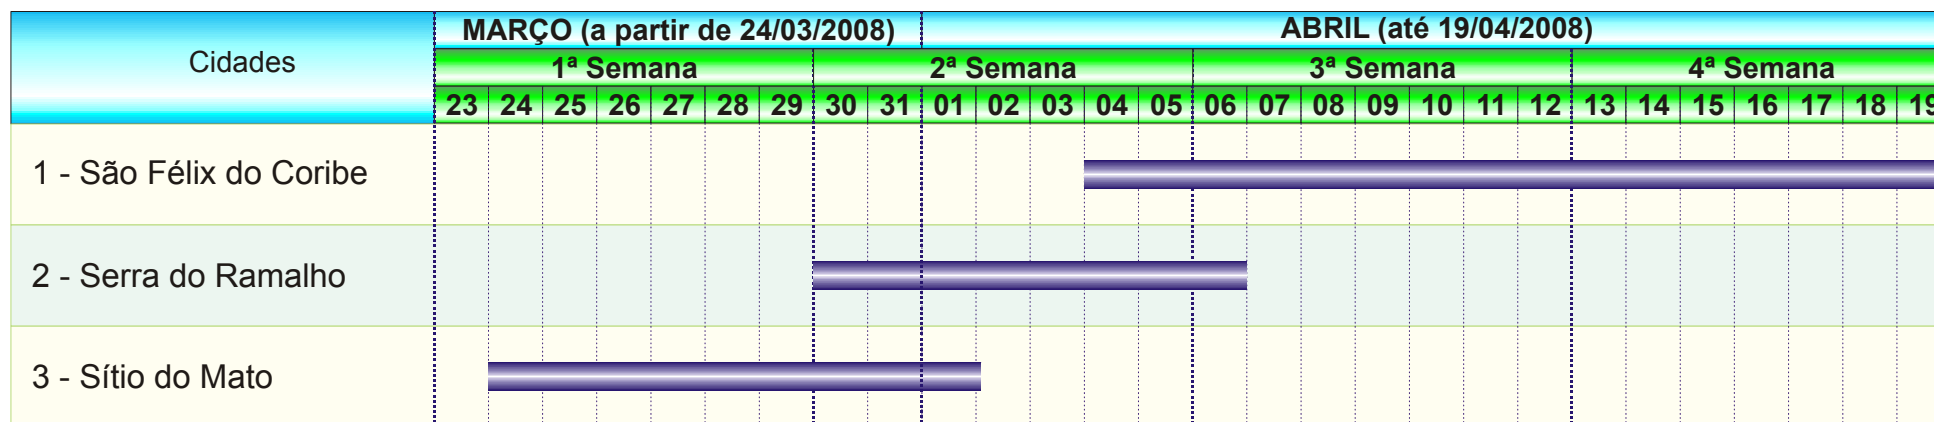 Cidades
MARÇO (a partir de 24/03/2008) ABRIL (até 19/04/2008)
1ª Semana 2ª Semana 3ª Semana 4ª Semana
23 24 25 26 27 28 29 30 31 01 02 03 04 05 06 07 08 09 10 11 12 13 14 15 16 17 18 19
1 - São Félix do Coribe
2 - Serra do Ramalho
3 - Sítio do Mato